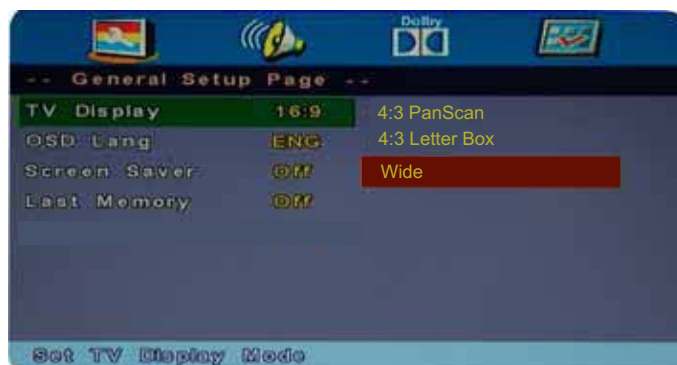 Dolby
-- General Setup Page --
TV Display 16:9 4:3 PanScan
OSD Lang ENG 4:3 Letter Box
Screen Saver Off Wide
Last Memory Off
Set TV Display Mode